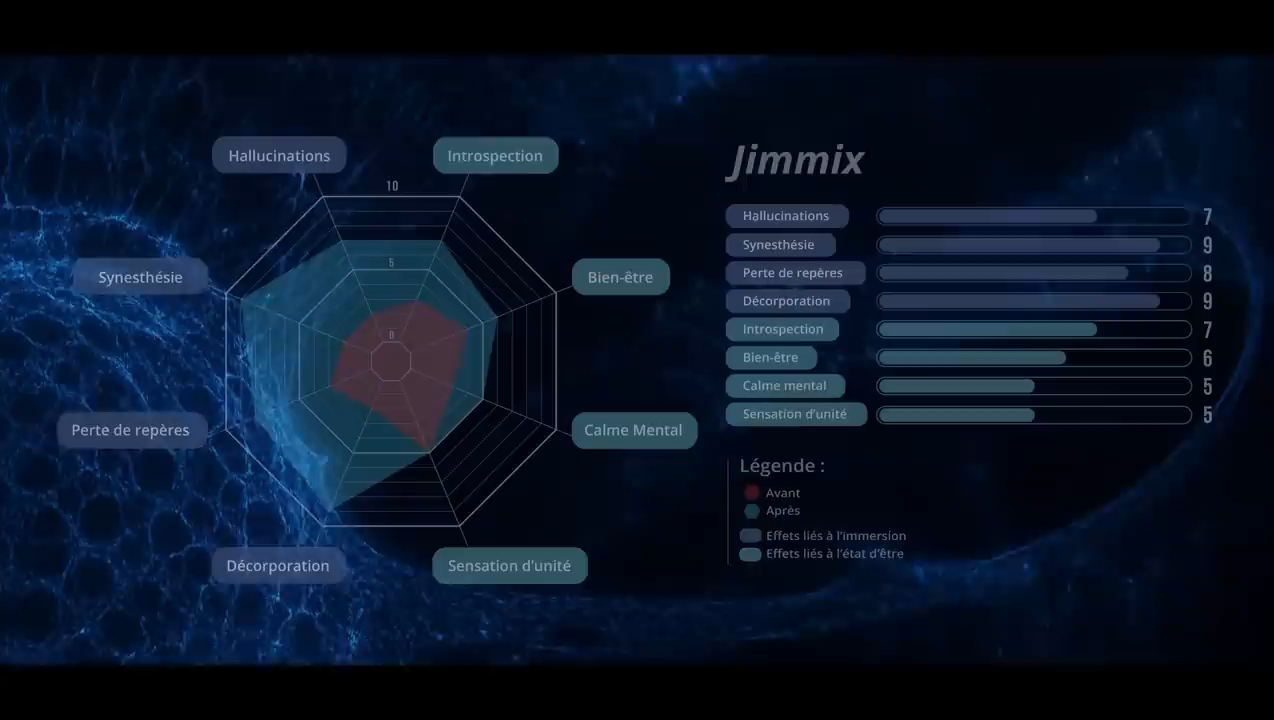 Hallucinations
Introspection
10
Synesthésie
5
Bien-être
0
Perte de repères
Calme Mental
Décorporation
Sensation d'unité
Jimmix
Hallucinations 7
Synesthésie 9
Perte de repères 8
Décorporation 9
Introspection 7
Bien-être 6
Calme mental 5
Sensation d'unité 5
Légende :
Avant
Après
Effets liés à l'immersion
Effets liés à l'état d'être